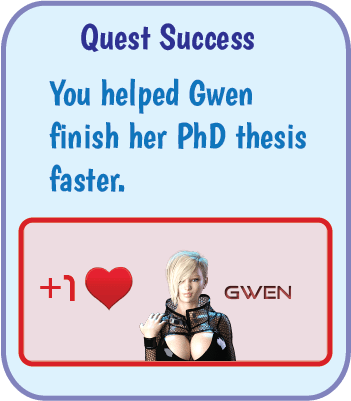 Quest Success
You helped Gwen
finish her PhD thesis
faster.
+1
GWEN